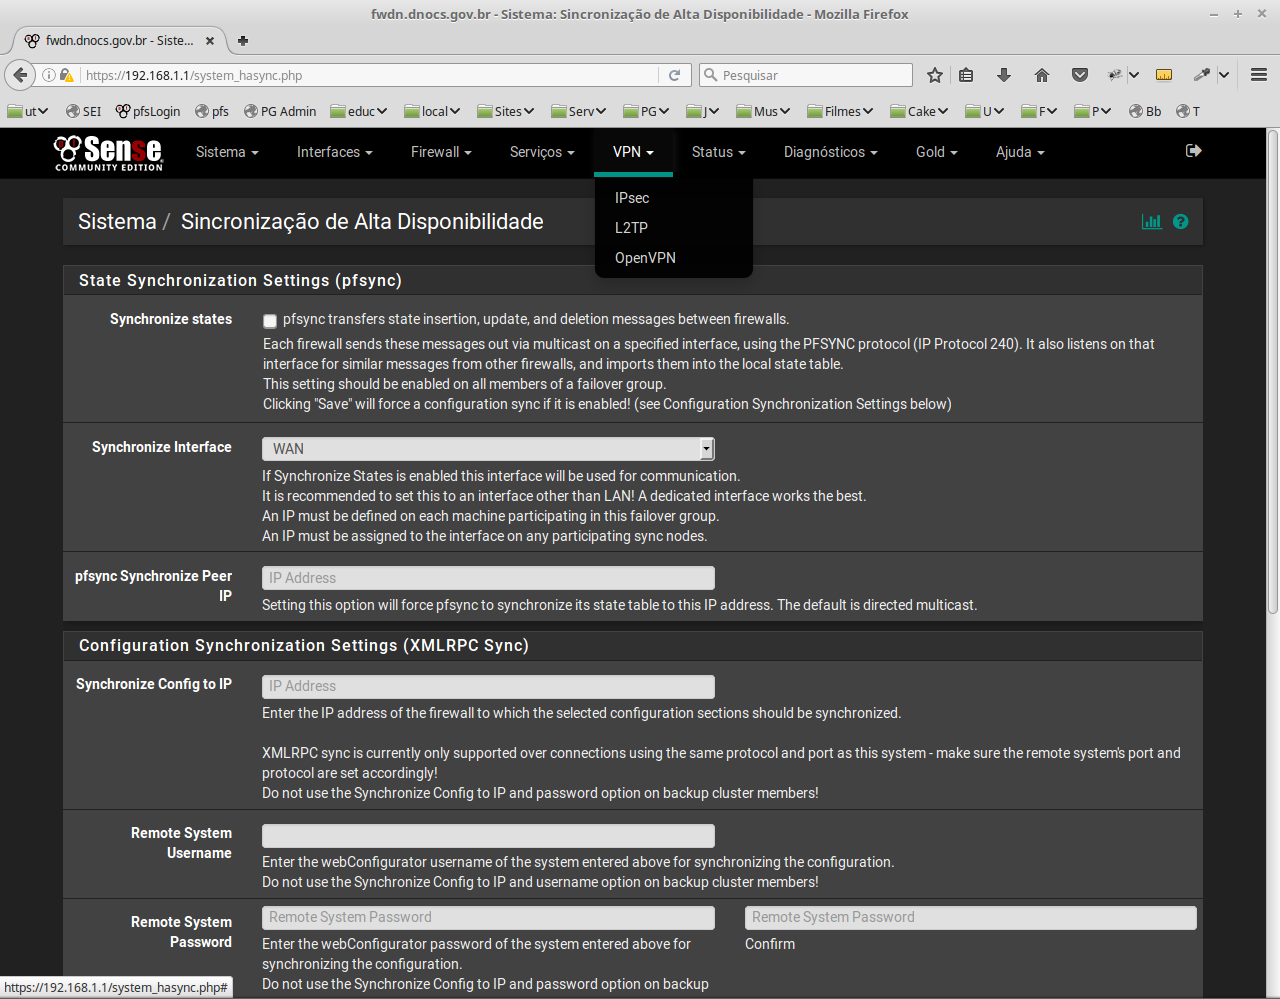 fwdn.dnocs.gov.br - Sistema: Sincronização de Alta Disponibilidade - Mozilla Firefox
fwdn.dnocs.gov.br - Siste...
https://192.168.1.1/system_hasync.php
Pesquisar
ut SEI pfsLogin pfs PG Admin educ local Sites Serv PG J Mus Filmes Cake U F P Bb T
Sense
COMMUNITY EDITION
Sistema Interfaces Firewall Serviços VPN Status Diagnósticos Gold Ajuda
IPsec
L2TP
OpenVPN
Sistema / Sincronização de Alta Disponibilidade
State Synchronization Settings (pfsync)
Synchronize states
pfsync transfers state insertion, update, and deletion messages between firewalls.
Each firewall sends these messages out via multicast on a specified interface, using the PFSYNC protocol (IP Protocol 240). It also listens on that
interface for similar messages from other firewalls, and imports them into the local state table.
This setting should be enabled on all members of a failover group.
Clicking "Save" will force a configuration sync if it is enabled! (see Configuration Synchronization Settings below)
Synchronize Interface
WAN
If Synchronize States is enabled this interface will be used for communication.
It is recommended to set this to an interface other than LAN! A dedicated interface works the best.
An IP must be defined on each machine participating in this failover group.
An IP must be assigned to the interface on any participating sync nodes.
pfsync Synchronize Peer
IP
IP Address
Setting this option will force pfsync to synchronize its state table to this IP address. The default is directed multicast.
Configuration Synchronization Settings (XMLRPC Sync)
Synchronize Config to IP
IP Address
Enter the IP address of the firewall to which the selected configuration sections should be synchronized.
XMLRPC sync is currently only supported over connections using the same protocol and port as this system - make sure the remote system's port and
protocol are set accordingly!
Do not use the Synchronize Config to IP and password option on backup cluster members!
Remote System
Username
Enter the webConfigurator username of the system entered above for synchronizing the configuration.
Do not use the Synchronize Config to IP and username option on backup cluster members!
Remote System
Password
Remote System Password
Enter the webConfigurator password of the system entered above for
synchronizing the configuration.
Do not use the Synchronize Config to IP and password option on backup
Remote System Password
Confirm
https://192.168.1.1/system_hasync.php#